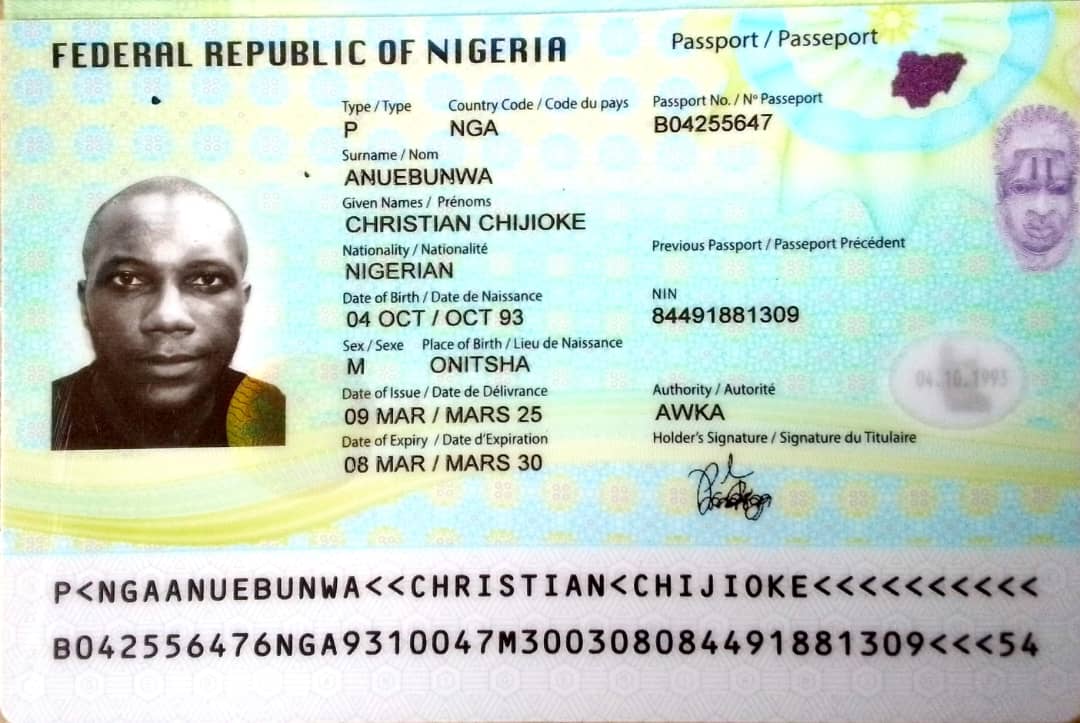 FEDERAL REPUBLIC OF NIGERIA
Passport / Passeport
Type / Type Country Code / Code du pays Passport No. / Nº Passeport
P NGA B04255647
Surname / Nom
ANUEBUNWA
Given Names / Prénoms
CHRISTIAN CHIJIOKE
Nationality / Nationalité Previous Passport / Passeport Précédent
NIGERIAN
Date of Birth / Date de Naissance NIN
04 OCT / OCT 93 84491881309
Sex / Sexe Place of Birth / Lieu de Naissance
M ONITSHA
04.10.1993
Date of Issue / Date de Délivrance Authority / Autorité
09 MAR / MARS 25 AWKA
Date of Expiry / Date d'Expiration Holder's Signature / Signature du Titulaire
08 MAR / MARS 30
P<NGAANUEBUNWA<<CHRISTIAN<CHIJIOKE<<<<<<<<<<
B042556476NGA9310047M300308084491881309<<<54